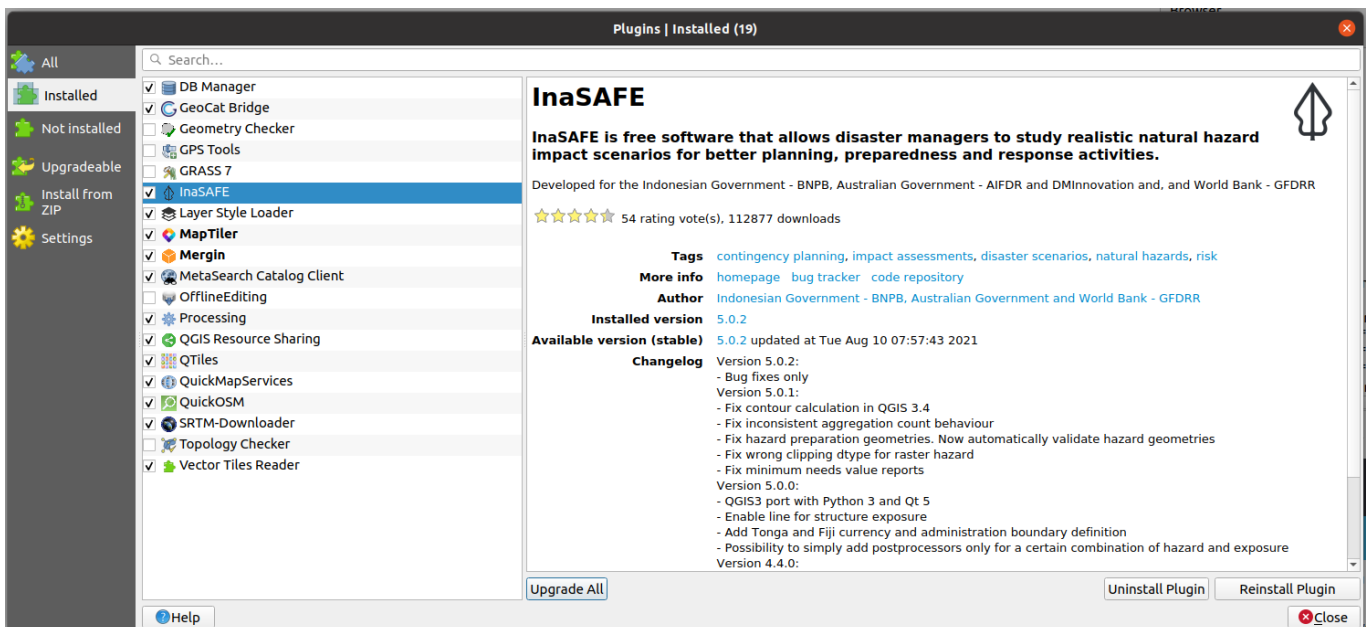 Browser
Plugins | Installed (19)
All
Installed
Not installed
Upgradeable
Install from
ZIP
Settings
Search...
DB Manager
GeoCat Bridge
Geometry Checker
GPS Tools
GRASS 7
InaSAFE
Layer Style Loader
MapTiler
Mergin
MetaSearch Catalog Client
OfflineEditing
Processing
QGIS Resource Sharing
QTiles
QuickMapServices
QuickOSM
SRTM-Downloader
Topology Checker
Vector Tiles Reader
InaSAFE
InaSAFE is free software that allows disaster managers to study realistic natural hazard
impact scenarios for better planning, preparedness and response activities.
Developed for the Indonesian Government - BNPB, Australian Government - AIFDR and DMInnovation and, and World Bank - GFDRR
54 rating vote(s), 112877 downloads
Tags contingency planning, impact assessments, disaster scenarios, natural hazards, risk
More info homepage bug tracker code repository
Author Indonesian Government - BNPB, Australian Government and World Bank - GFDRR
Installed version 5.0.2
Available version (stable) 5.0.2 updated at Tue Aug 10 07:57:43 2021
Changelog Version 5.0.2:
- Bug fixes only
Version 5.0.1:
- Fix contour calculation in QGIS 3.4
- Fix inconsistent aggregation count behaviour
- Fix hazard preparation geometries. Now automatically validate hazard geometries
- Fix wrong clipping dtype for raster hazard
- Fix minimum needs value reports
Version 5.0.0:
- QGIS3 port with Python 3 and Qt 5
- Enable line for structure exposure
- Add Tonga and Fiji currency and administration boundary definition
- Possibility to simply add postprocessors only for a certain combination of hazard and exposure
Version 4.4.0:
Upgrade All
Uninstall Plugin
Reinstall Plugin
Help
Close